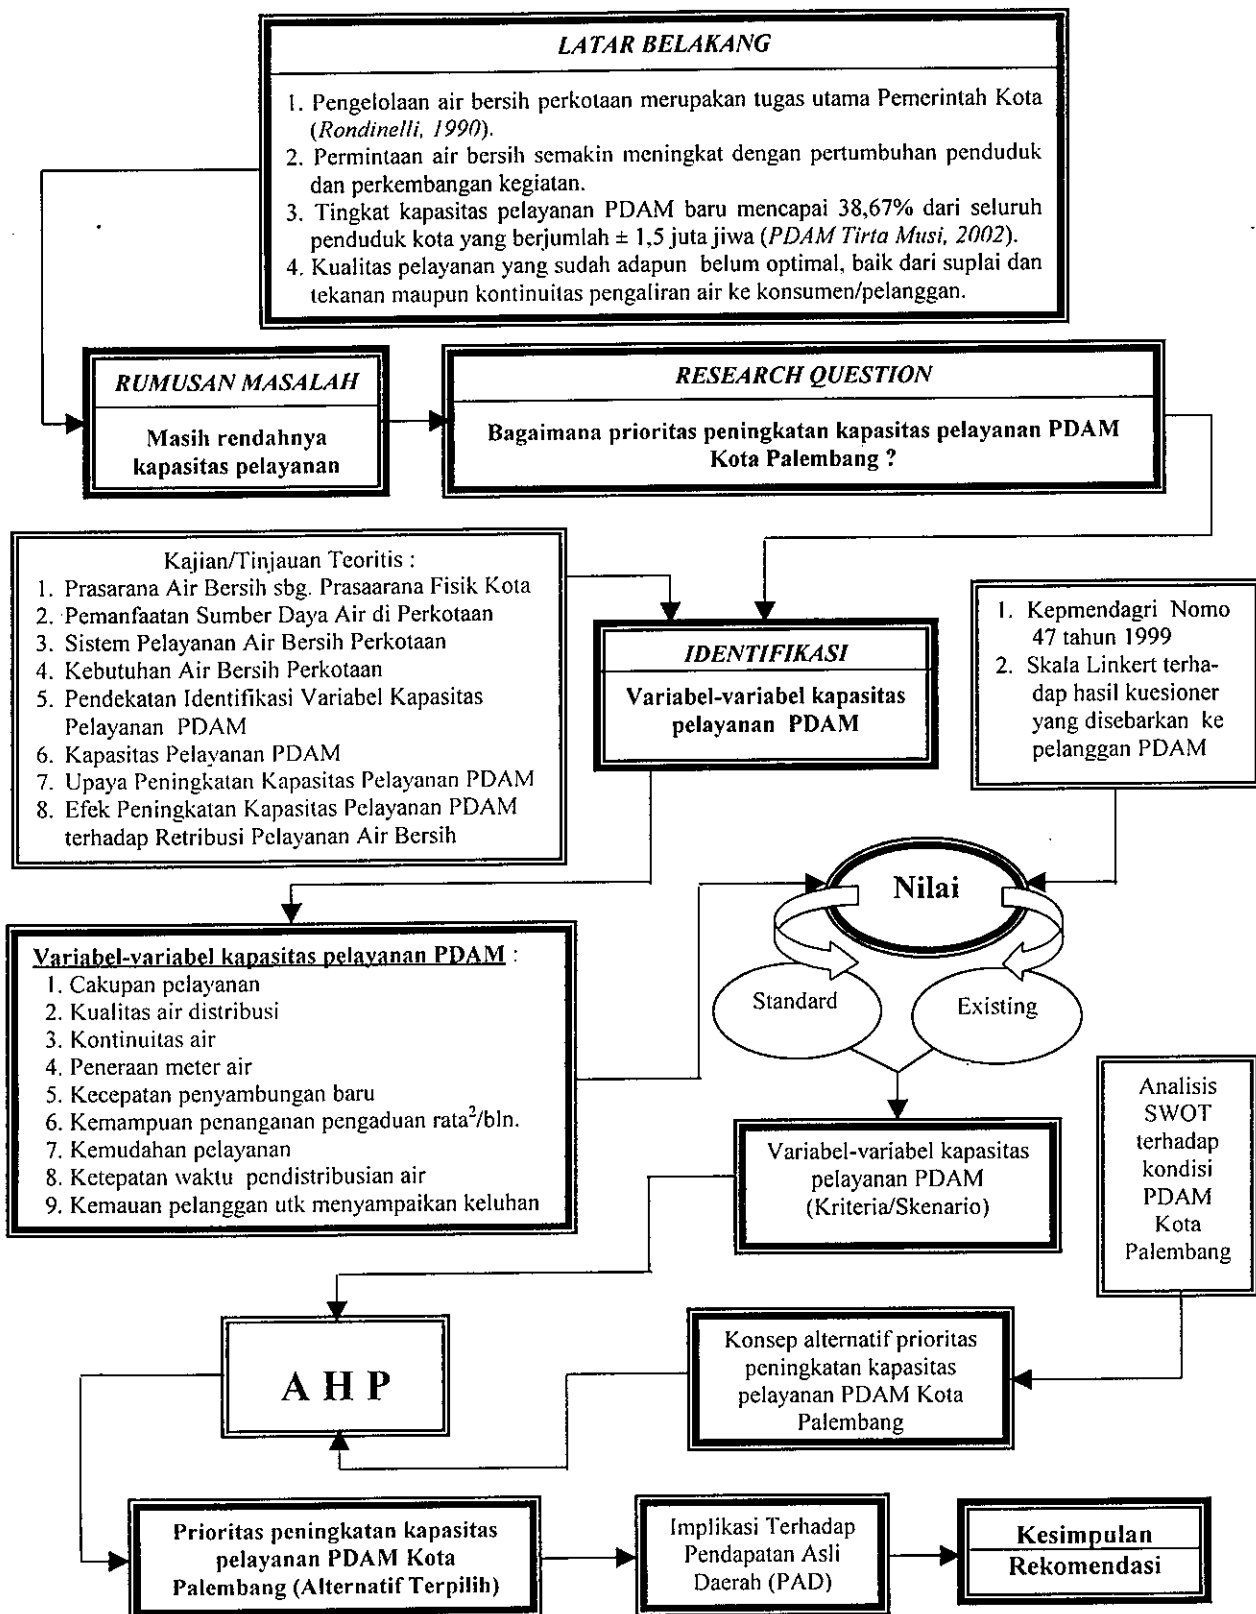 LATAR BELAKANG
1. Pengelolaan air bersih perkotaan merupakan tugas utama Pemerintah Kota
(Rondinelli, 1990).
2. Permintaan air bersih semakin meningkat dengan pertumbuhan penduduk
dan perkembangan kegiatan.
3. Tingkat kapasitas pelayanan PDAM baru mencapai 38,67% dari seluruh
penduduk kota yang berjumlah ± 1,5 juta jiwa (PDAM Tirta Musi, 2002).
4. Kualitas pelayanan yang sudah adapun belum optimal, baik dari suplai dan
tekanan maupun kontinuitas pengaliran air ke konsumen/pelanggan.
RUMUSAN MASALAH
Masih rendahnya
kapasitas pelayanan
RESEARCH QUESTION
Bagaimana prioritas peningkatan kapasitas pelayanan PDAM
Kota Palembang ?
Kajian/Tinjauan Teoritis :
1. Prasarana Air Bersih sbg. Prasaarana Fisik Kota
2. Pemanfaatan Sumber Daya Air di Perkotaan
3. Sistem Pelayanan Air Bersih Perkotaan
4. Kebutuhan Air Bersih Perkotaan
5. Pendekatan Identifikasi Variabel Kapasitas
Pelayanan PDAM
6. Kapasitas Pelayanan PDAM
7. Upaya Peningkatan Kapasitas Pelayanan PDAM
8. Efek Peningkatan Kapasitas Pelayanan PDAM
terhadap Retribusi Pelayanan Air Bersih
IDENTIFIKASI
Variabel-variabel kapasitas
pelayanan PDAM
1. Kepmendagri Nomo
47 tahun 1999
2. Skala Linkert terha-
dap hasil kuesioner
yang disebarkan ke
pelanggan PDAM
Nilai
Standard
Existing
Variabel-variabel kapasitas pelayanan PDAM :
1. Cakupan pelayanan
2. Kualitas air distribusi
3. Kontinuitas air
4. Peneraan meter air
5. Kecepatan penyambungan baru
6. Kemampuan penanganan pengaduan rata²/bln.
7. Kemudahan pelayanan
8. Ketepatan waktu pendistribusian air
9. Kemauan pelanggan utk menyampaikan keluhan
Variabel-variabel kapasitas
pelayanan PDAM
(Kriteria/Skenario)
Analisis
SWOT
terhadap
kondisi
PDAM
Kota
Palembang
A H P
Konsep alternatif prioritas
peningkatan kapasitas
pelayanan PDAM Kota
Palembang
Prioritas peningkatan kapasitas
pelayanan PDAM Kota
Palembang (Alternatif Terpilih)
Implikasi Terhadap
Pendapatan Asli
Daerah (PAD)
Kesimpulan
Rekomendasi